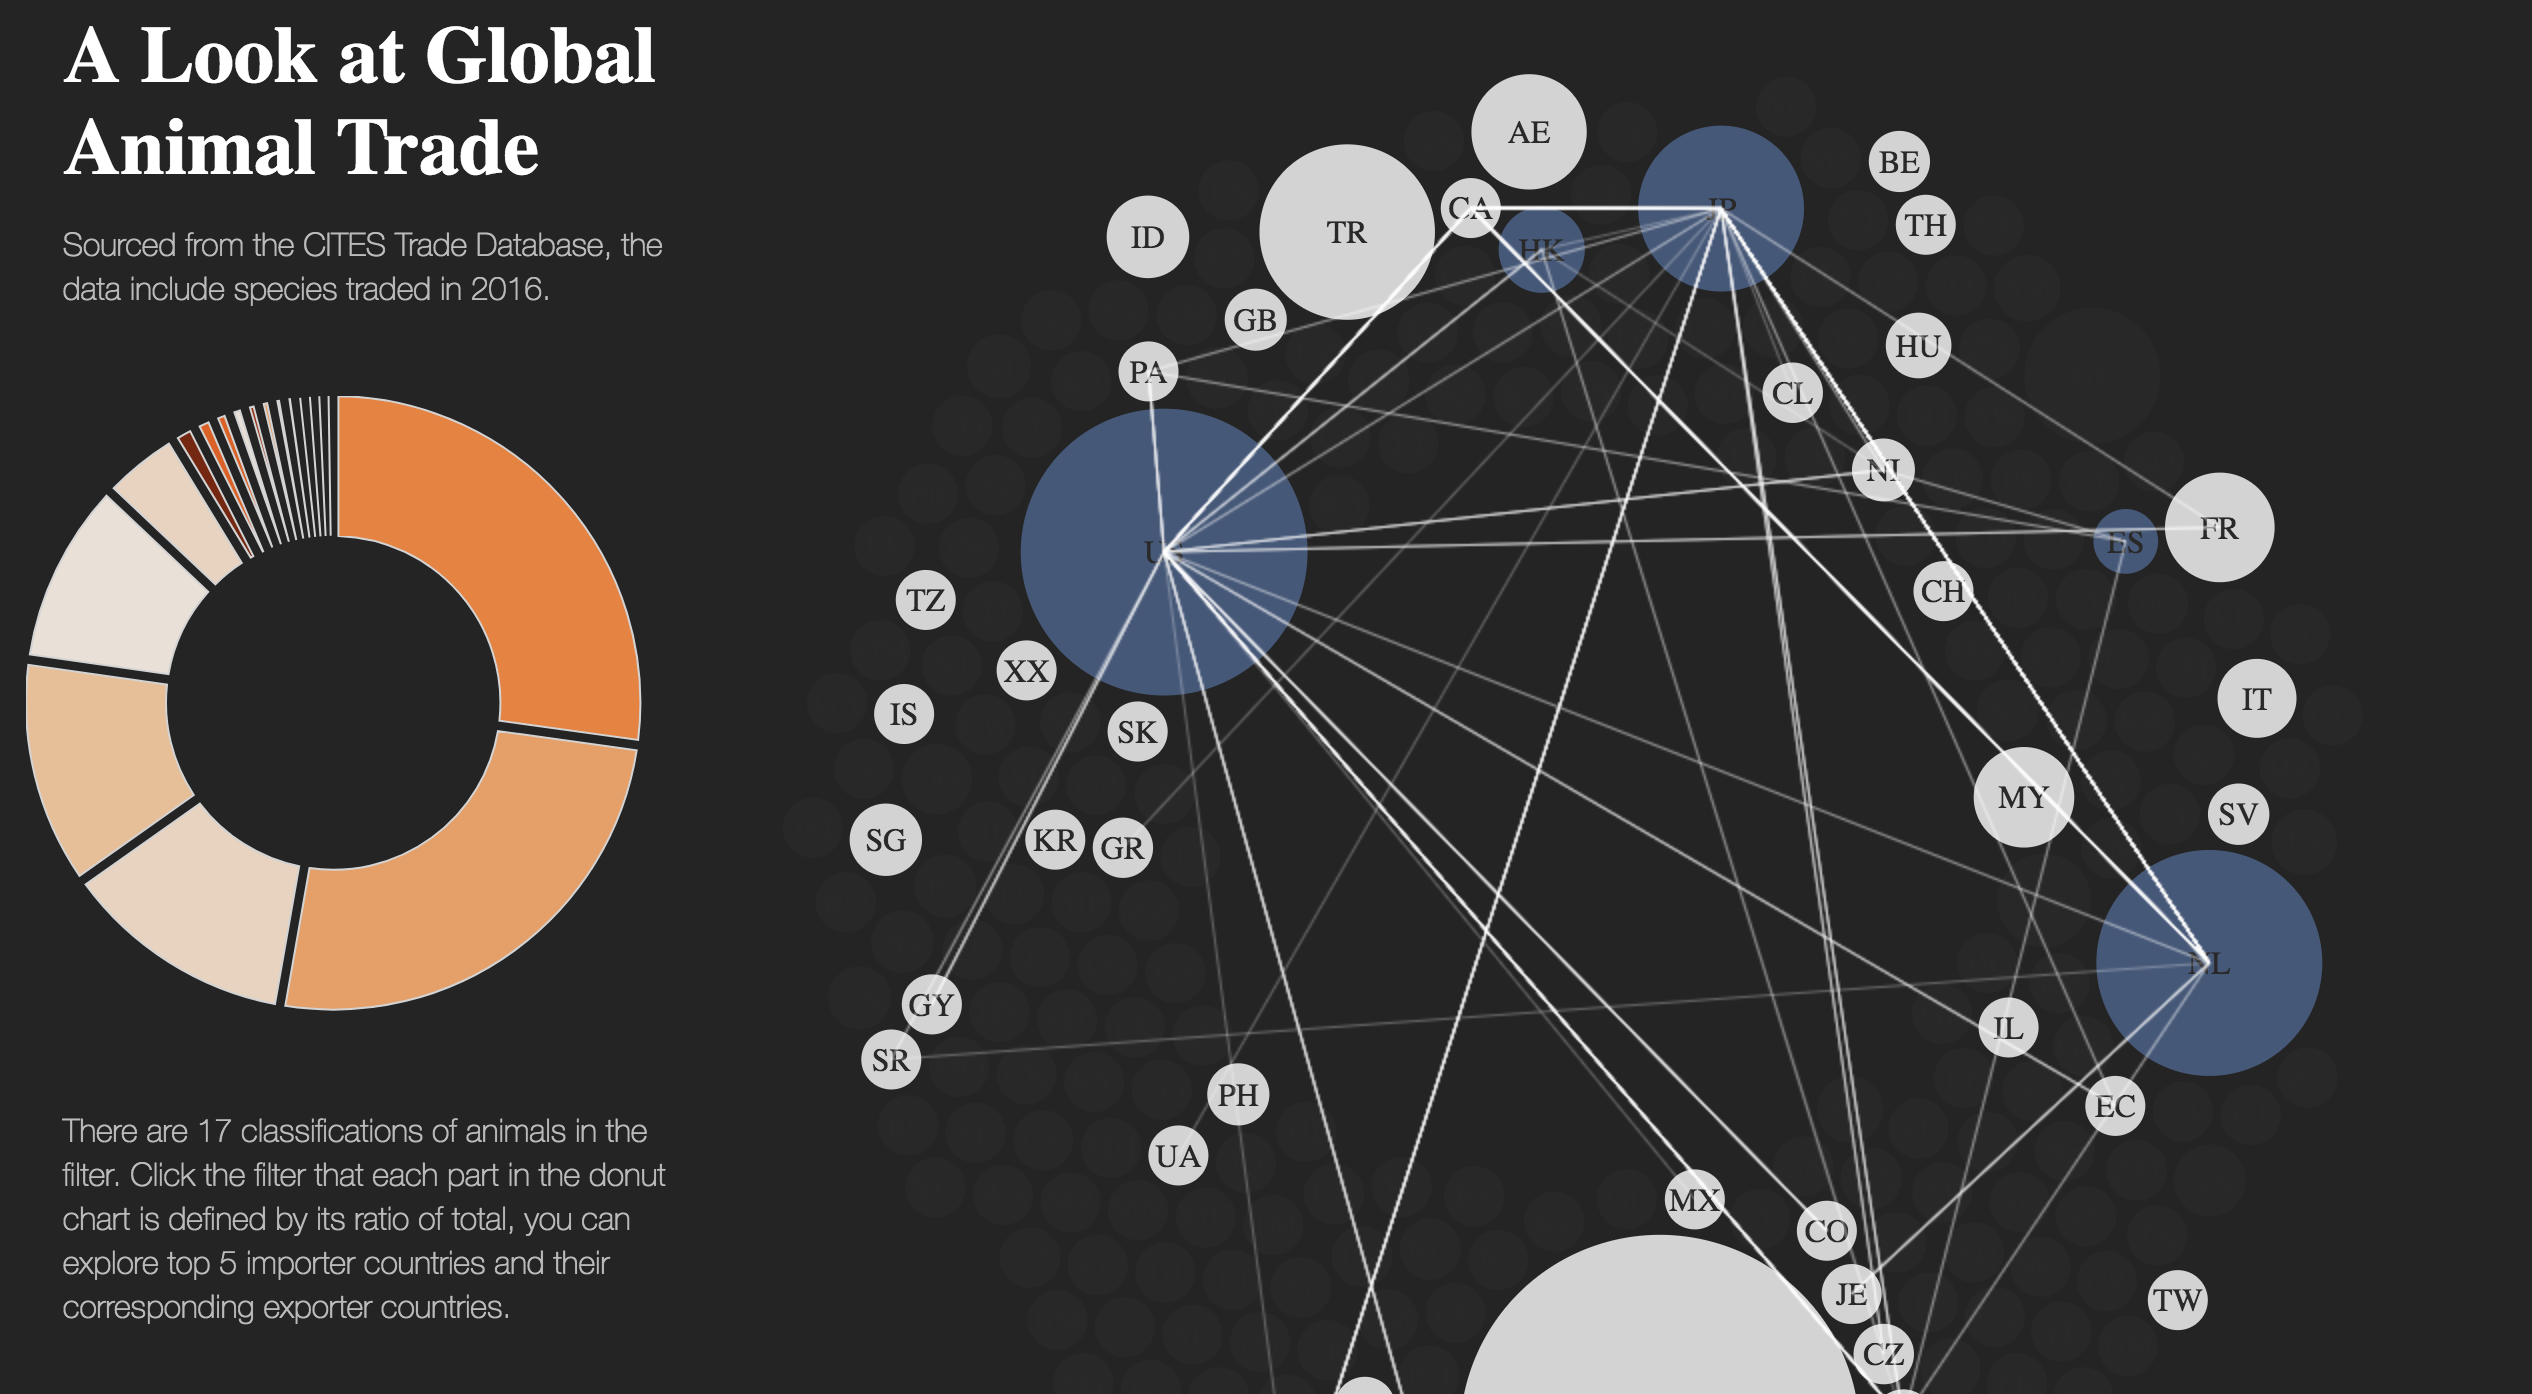 A Look at Global
Animal Trade
Sourced from the CITES Trade Database, the
data include species traded in 2016.
There are 17 classifications of animals in the
filter. Click the filter that each part in the donut
chart is defined by its ratio of total, you can
explore top 5 importer countries and their
corresponding exporter countries.
AE
BE
CA
JP
TH
ID
TR
HK
GB
HU
PA
CL
NI
FR
ES
US
CH
TZ
XX
IT
IS
SK
MY
SV
SG
KR
GR
NL
GY
IL
SR
PH
EC
UA
MX
CO
JE
TW
CZ